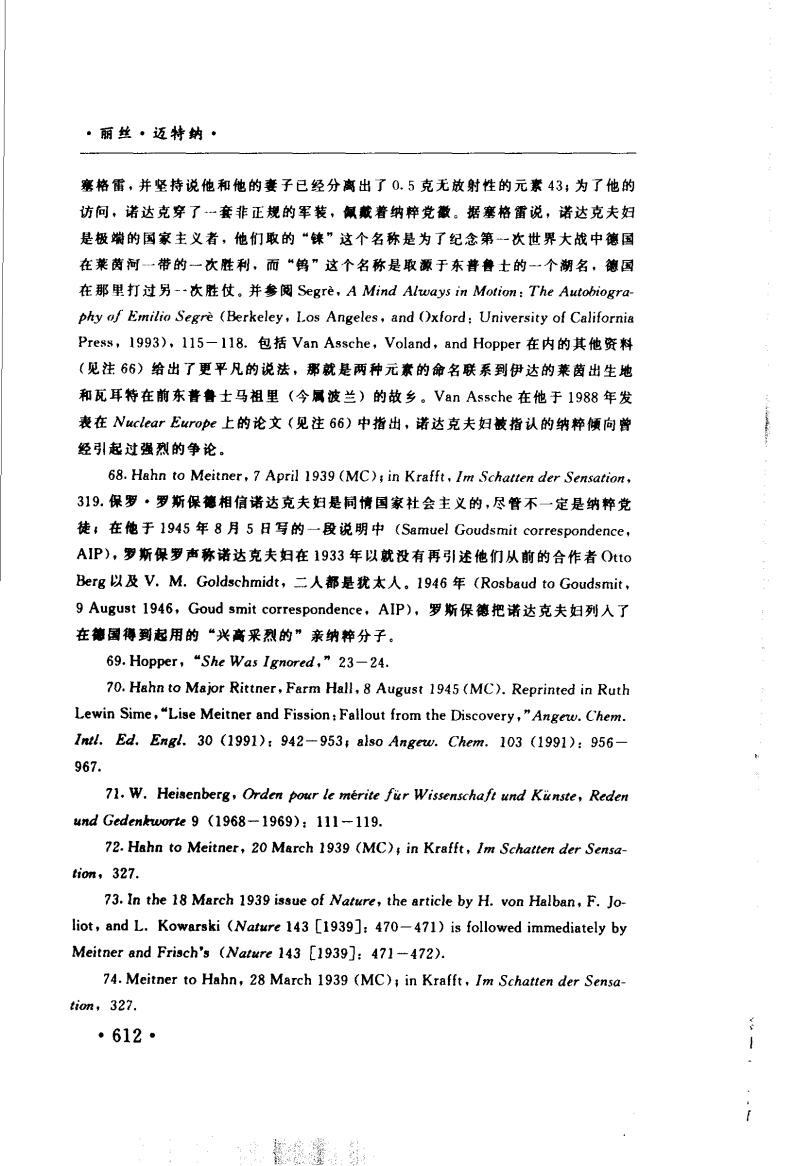 ·丽丝·迈特纳·
塞格雷，并坚持说他和他的妻子已经分离出了 0.5 克无放射性的元素 43；为了他的
访问，诺达克穿了一套非正规的军装，佩戴着纳粹党徽。据塞格雷说，诺达克夫妇
是极端的国家主义者，他们取的“铼”这个名称是为了纪念第一次世界大战中德国
在莱茵河一带的一次胜利，而“钨”这个名称是取源于东普鲁士的一个湖名，德国
在那里打过另一次胜仗。并参阅 Segrè, A Mind Always in Motion: The Autobiogra-
phy of Emilio Segrè (Berkeley, Los Angeles, and Oxford: University of California
Press, 1993), 115－118. 包括 Van Assche, Voland, and Hopper 在内的其他资料
（见注 66）给出了更平凡的说法，那就是两种元素的命名联系到伊达的莱茵出生地
和瓦耳特在前东普鲁士马祖里（今属波兰）的故乡。Van Assche 在他于 1988 年发
表在 Nuclear Europe 上的论文（见注 66）中指出，诺达克夫妇被指认的纳粹倾向曾
经引起过强烈的争论。
68. Hahn to Meitner, 7 April 1939 (MC); in Krafft, Im Schatten der Sensation,
319. 保罗·罗斯保德相信诺达克夫妇是同情国家社会主义的，尽管不一定是纳粹党
徒；在他于 1945 年 8 月 5 日写的一段说明中 (Samuel Goudsmit correspondence,
AIP)，罗斯保罗声称诺达克夫妇在 1933 年以就没有再引述他们从前的合作者 Otto
Berg 以及 V. M. Goldschmidt，二人都是犹太人。1946 年 (Rosbaud to Goudsmit,
9 August 1946, Goud smit correspondence, AIP)，罗斯保德把诺达克夫妇列入了
在德国得到起用的“兴高采烈的”亲纳粹分子。
69. Hopper, “She Was Ignored,” 23－24.
70. Hahn to Major Rittner, Farm Hall, 8 August 1945 (MC). Reprinted in Ruth
Lewin Sime, “Lise Meitner and Fission: Fallout from the Discovery,” Angew. Chem.
Intl. Ed. Engl. 30 (1991): 942－953; also Angew. Chem. 103 (1991): 956－
967.
71. W. Heisenberg, Orden pour le mérite für Wissenschaft und Künste, Reden
und Gedenkworte 9 (1968－1969): 111－119.
72. Hahn to Meitner, 20 March 1939 (MC); in Krafft, Im Schatten der Sensa-
tion, 327.
73. In the 18 March 1939 issue of Nature, the article by H. von Halban, F. Jo-
liot, and L. Kowarski (Nature 143 [1939]: 470－471) is followed immediately by
Meitner and Frisch's (Nature 143 [1939]: 471－472).
74. Meitner to Hahn, 28 March 1939 (MC); in Krafft, Im Schatten der Sensa-
tion, 327.
·612·